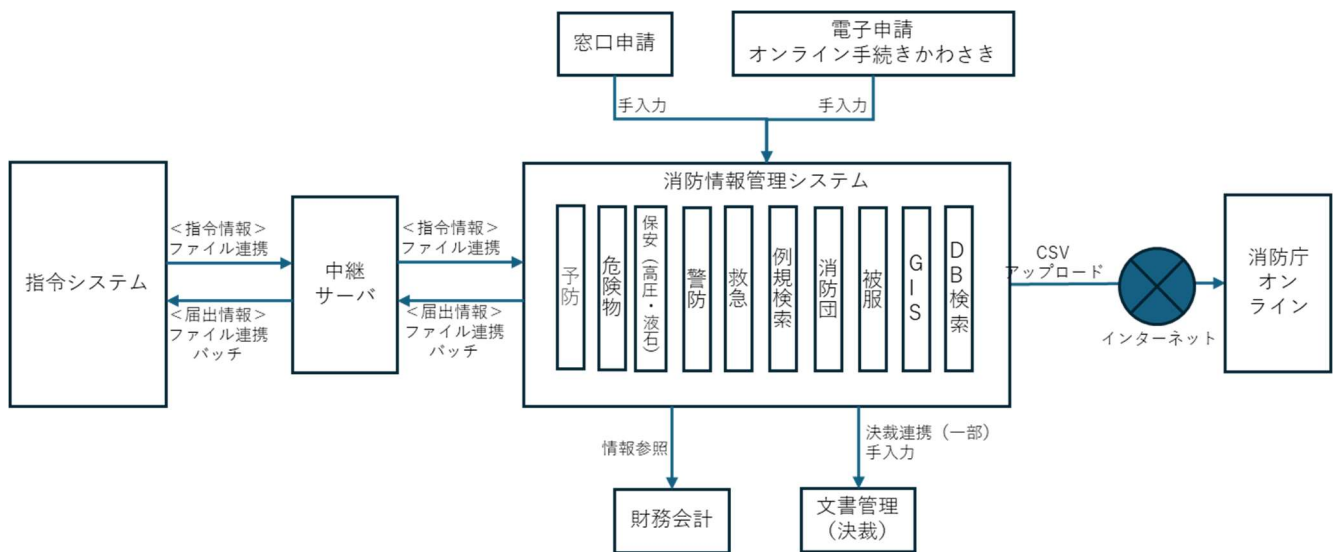 窓口申請
電子申請
オンライン手続きかわさき
手入力
手入力
指令システム
＜指令情報＞
ファイル連携
＜届出情報＞
ファイル連携
バッチ
中継
サーバ
＜指令情報＞
ファイル連携
＜届出情報＞
ファイル連携
バッチ
消防情報管理システム
予防
危険物
保安（高圧・液石）
警防
救急
例規検索
消防団
被服
GIS
DB検索
CSV
アップロード
インターネット
消防庁
オン
ライン
情報参照
決裁連携（一部）
手入力
財務会計
文書管理
（決裁）